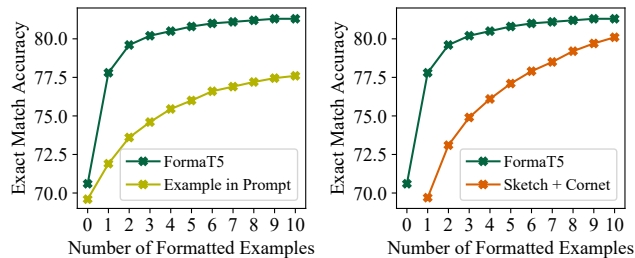 Exact Match Accuracy
80.0
77.5
75.0
72.5
70.0
FormaT5
Example in Prompt
0 1 2 3 4 5 6 7 8 9 10
Number of Formatted Examples
Exact Match Accuracy
80.0
77.5
75.0
72.5
70.0
FormaT5
Sketch + Cornet
0 1 2 3 4 5 6 7 8 9 10
Number of Formatted Examples